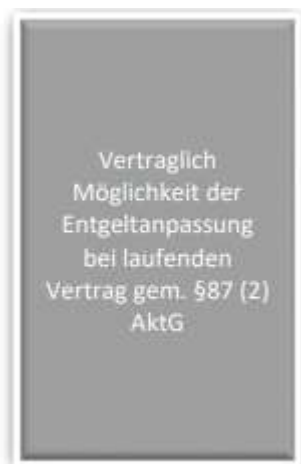 Vertraglich
Möglichkeit der
Entgeltanpassung
bei laufenden
Vertrag gem. §87 (2)
AktG